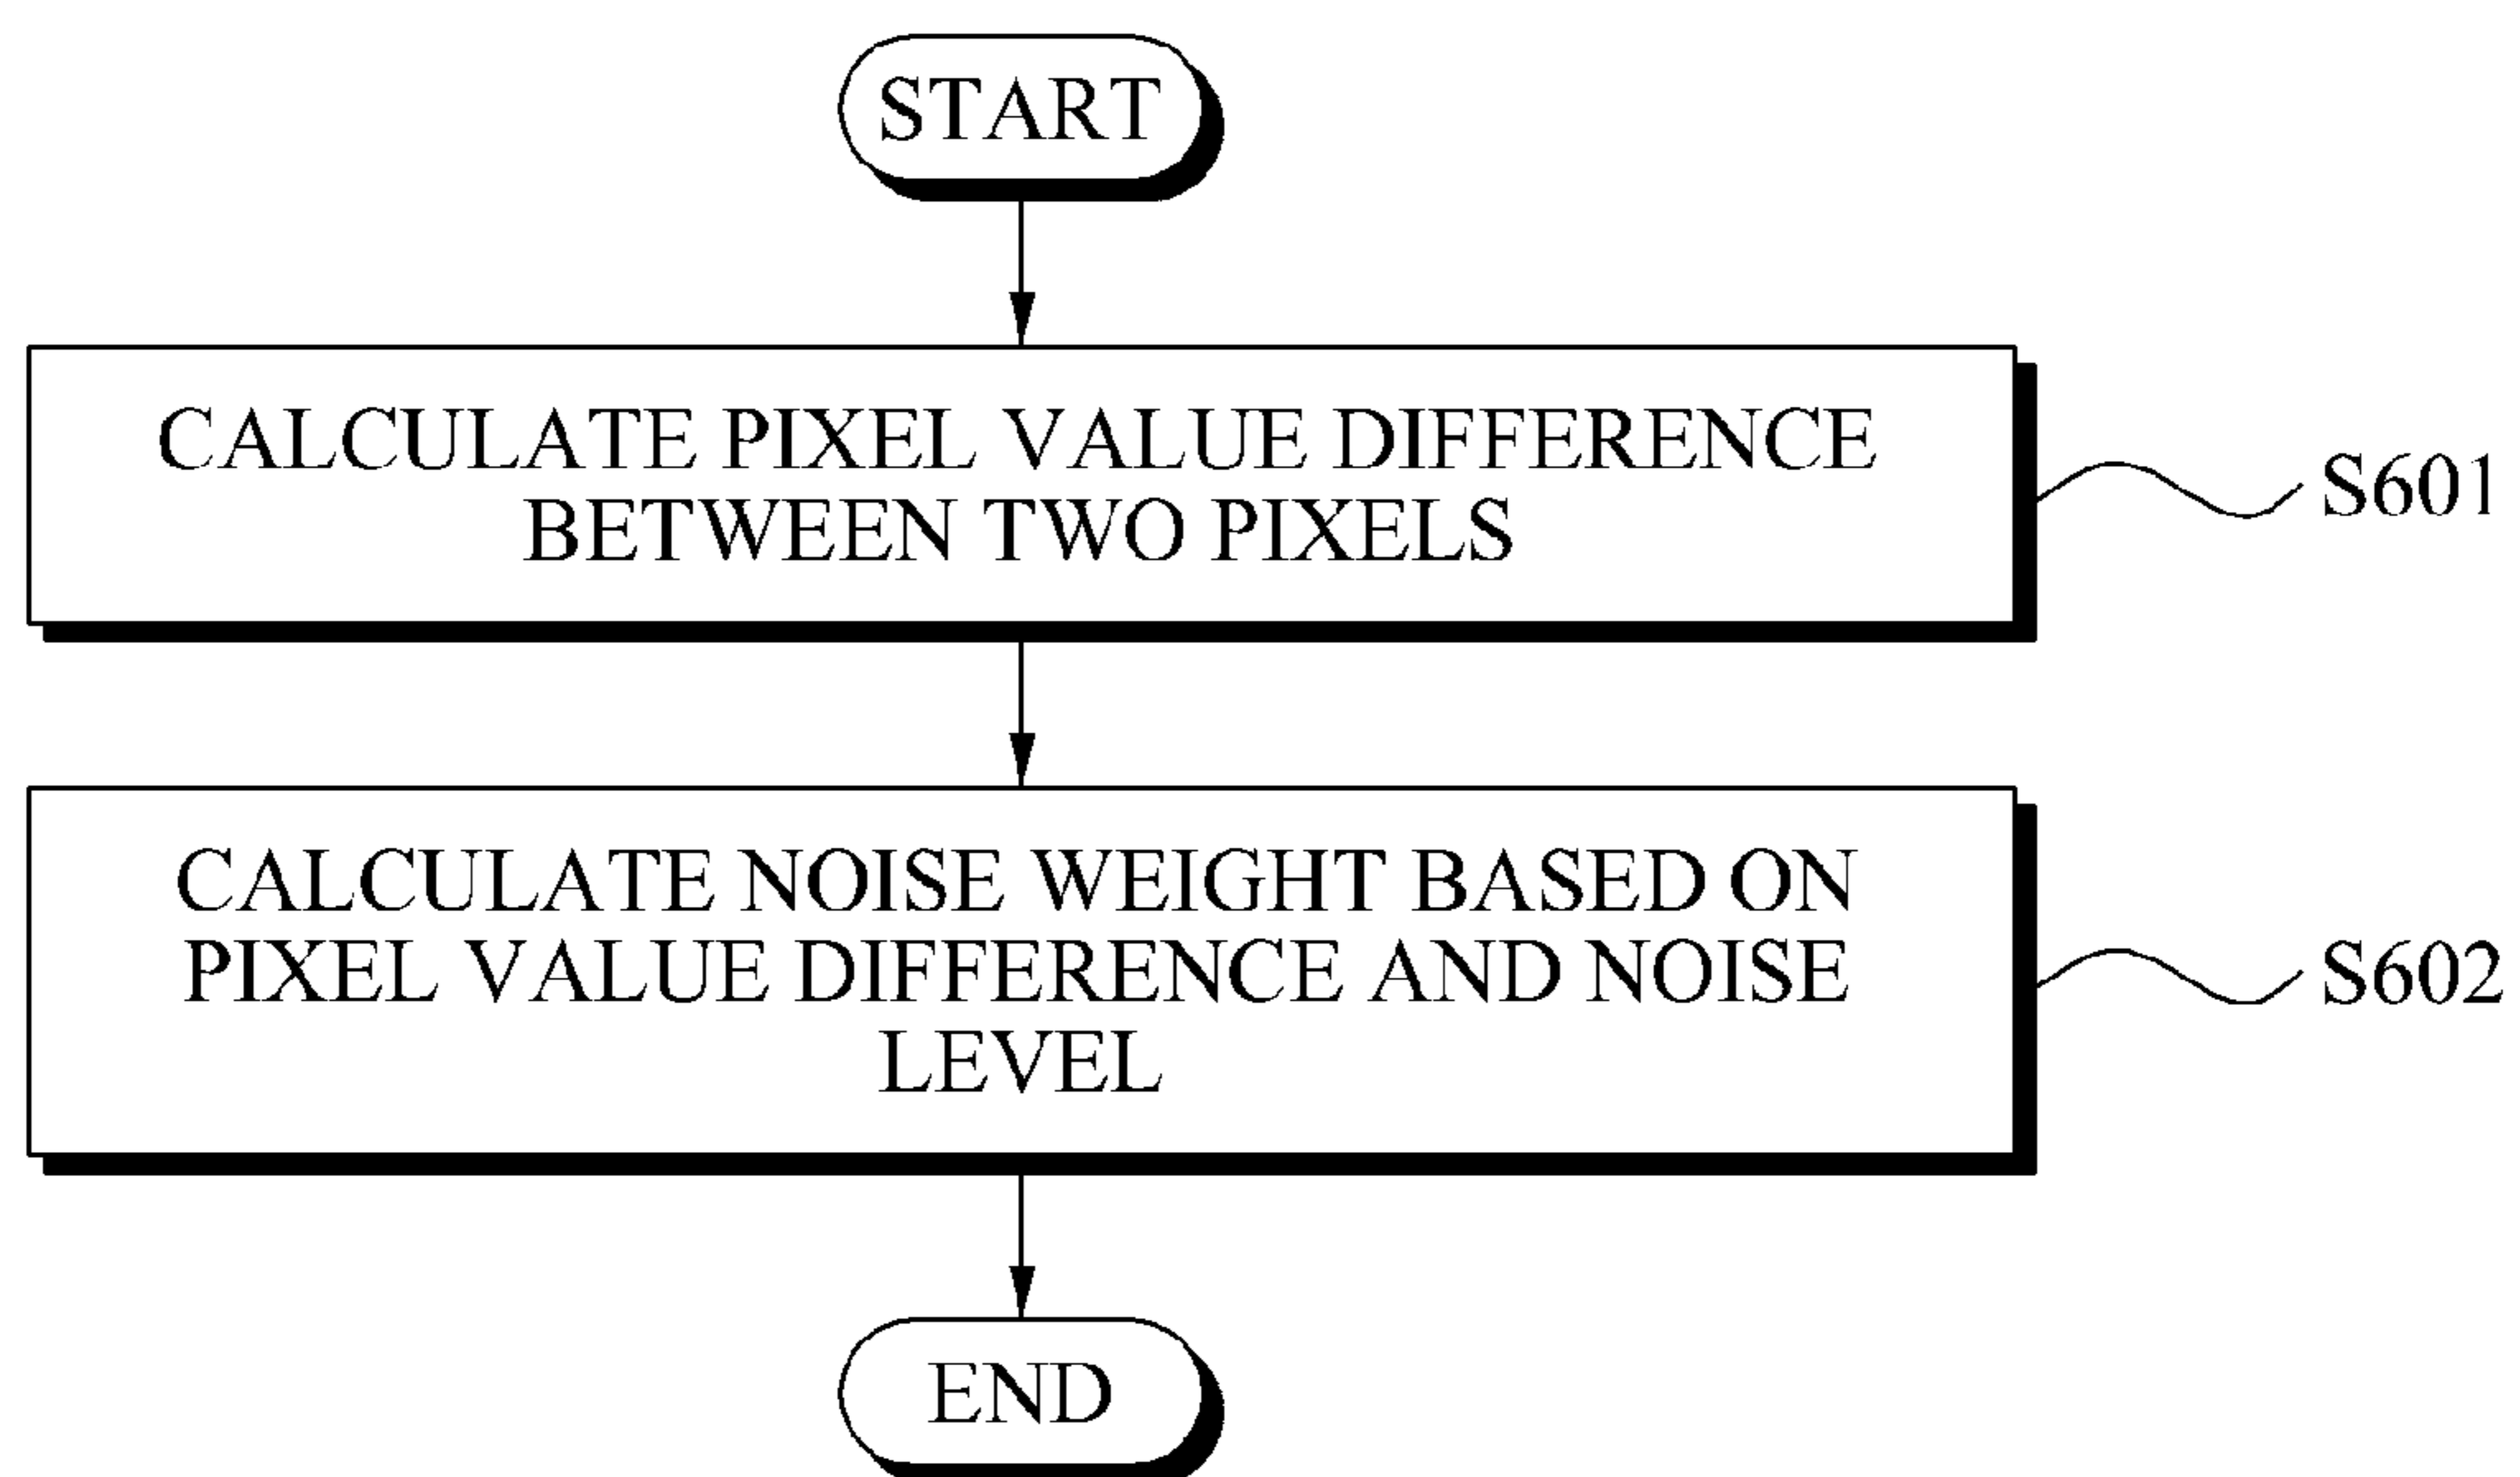 START
CALCULATE PIXEL VALUE DIFFERENCE
BETWEEN TWO PIXELS
S601
CALCULATE NOISE WEIGHT BASED ON
PIXEL VALUE DIFFERENCE AND NOISE
LEVEL
S602
END